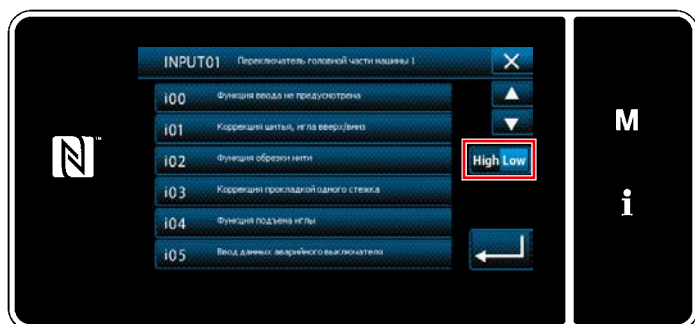 INPUT01 Переключатель головной части машины 1
i00 Функция ввода не предусмотрена
i01 Коррекция шитья, игла вверх/вниз
i02 Функция обрезки нити
High Low
i03 Коррекция прокладкой одного стежка
i04 Функция подъема иглы
i05 Ввод данных аварийного выключателя
M
i